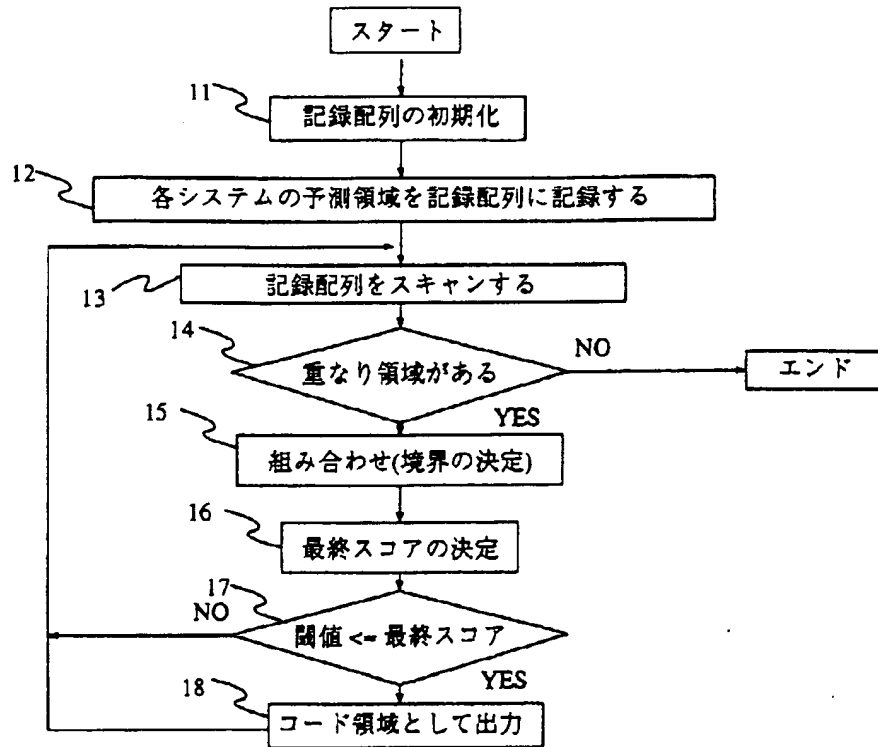 スタート
11
記録配列の初期化
12
各システムの予測領域を記録配列に記録する
13
記録配列をスキャンする
14
重なり領域がある
NO
エンド
YES
15
組み合わせ(境界の決定)
16
最終スコアの決定
17
NO
閾値 <= 最終スコア
YES
18
コード領域として出力